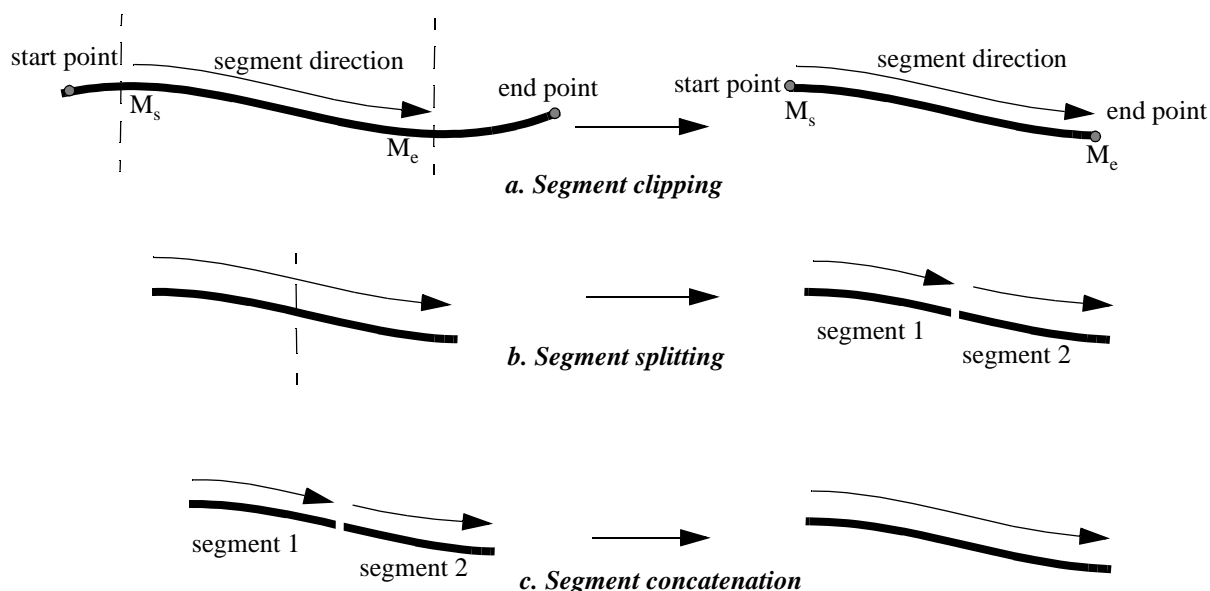 start point
segment direction
end point
M_s
M_e
start point
segment direction
end point
M_s
M_e
a. Segment clipping
segment 1
segment 2
b. Segment splitting
segment 1
segment 2
c. Segment concatenation